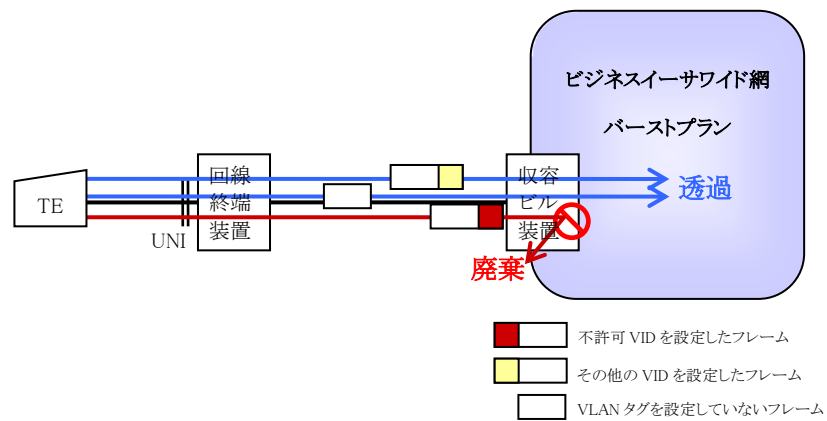 ビジネスイーサワイド網
バーストプラン
TE
UNI
回線
終端
装置
収容
ビル
装置
透過
廃棄
不許可 VID を設定したフレーム
その他の VID を設定したフレーム
VLAN タグを設定していないフレーム